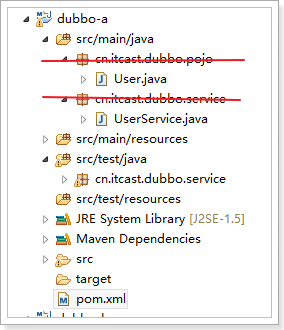 dubbo-a
src/main/java
cn.itcast.dubbo.pojo
User.java
cn.itcast.dubbo.service
UserService.java
src/main/resources
src/test/java
cn.itcast.dubbo.service
src/test/resources
JRE System Library [J2SE-1.5]
Maven Dependencies
src
target
pom.xml